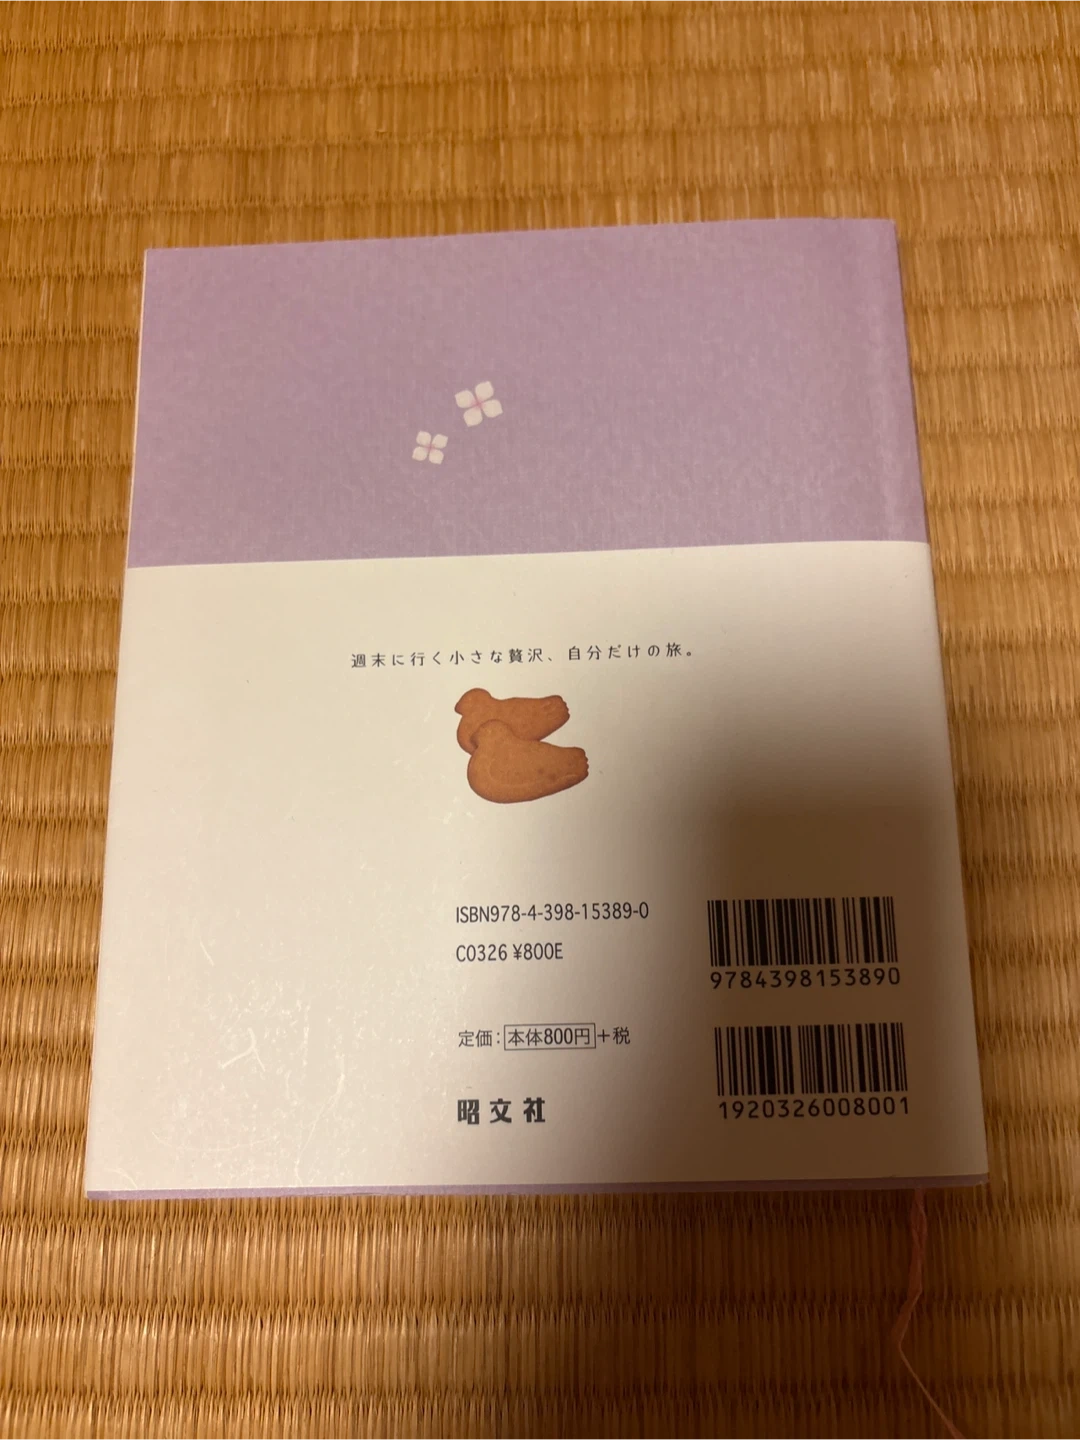 週末に行く小さな贅沢、自分だけの旅。
ISBN978-4-398-15389-0
C0326 ¥800E
9784398153890
定価：本体800円＋税
1920326008001
昭文社